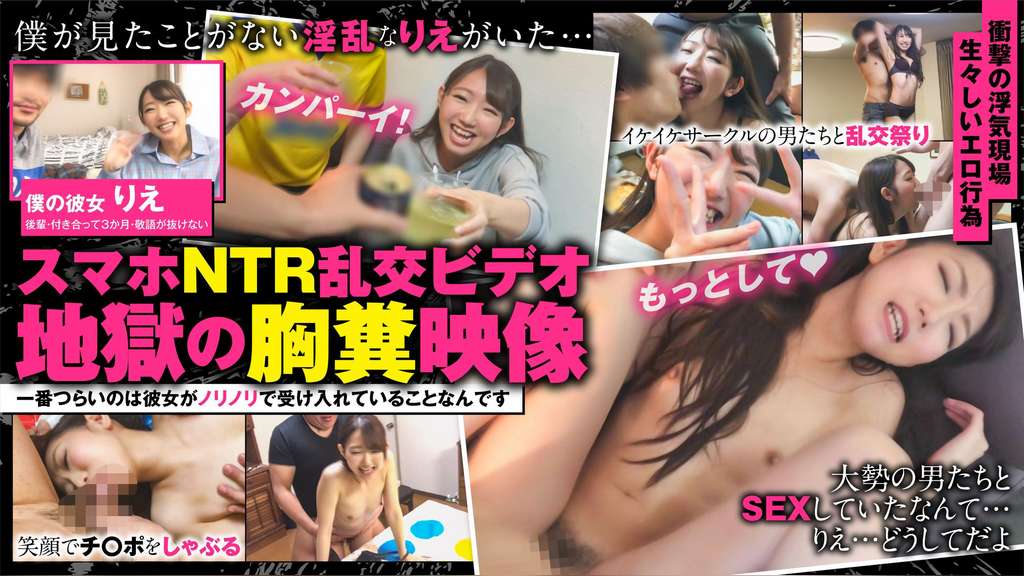 僕が見たことがない淫乱なりえがいた…
カンパーイ!
僕の彼女 りえ
後輩・付き合って3か月・敬語が抜けない
イケイケサークルの男たちと乱交祭り
衝撃の浮気現場
生々しいエロ行為
スマホNTR乱交ビデオ
地獄の胸糞映像
一番つらいのは彼女がノリノリで受け入れていることなんです
もっとして♥
笑顔でチ〇ポをしゃぶる
大勢の男たちと
SEXしていたなんて…
りえ…どうしてだよ